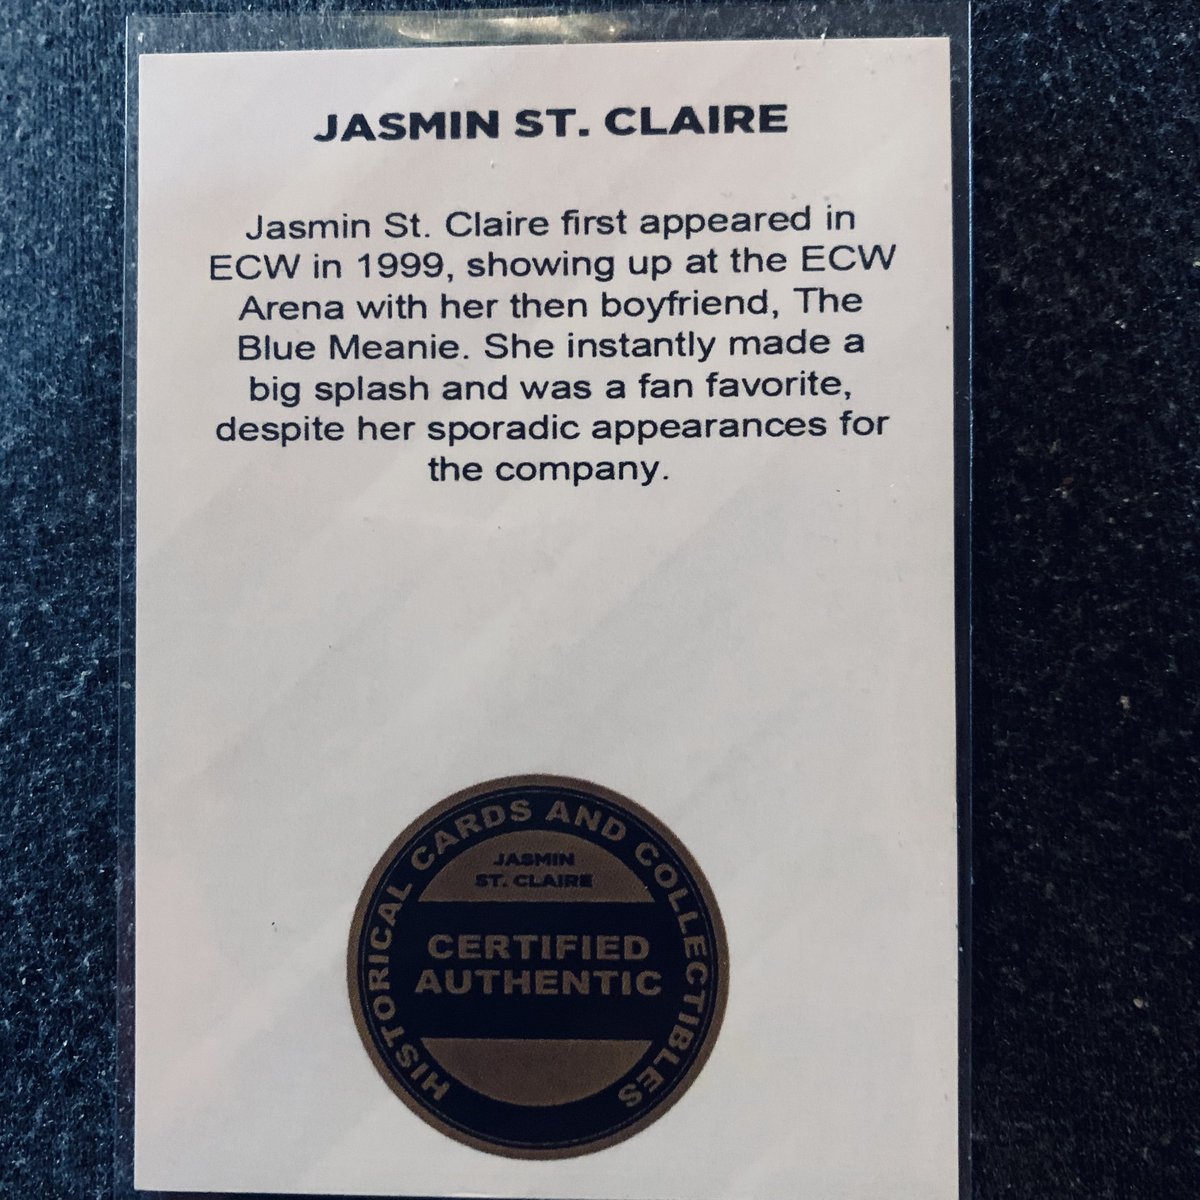 JASMIN ST. CLAIRE
Jasmin St. Claire first appeared in
ECW in 1999, showing up at the ECW
Arena with her then boyfriend, The
Blue Meanie. She instantly made a
big splash and was a fan favorite,
despite her sporadic appearances for
the company.
HISTORICAL CARDS AND COLLECTIBLES
JASMIN
ST. CLAIRE
CERTIFIED
AUTHENTIC